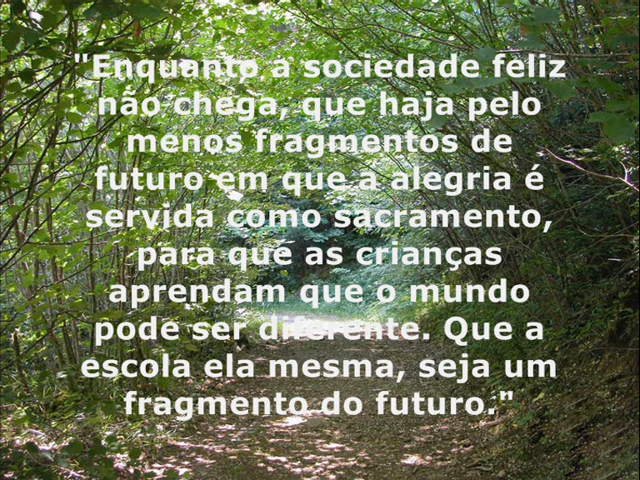 "Enquanto a sociedade feliz
não chega, que haja pelo
menos fragmentos de
futuro em que a alegria é
servida como sacramento,
para que as crianças
aprendam que o mundo
pode ser diferente. Que a
escola ela mesma, seja um
fragmento do futuro."